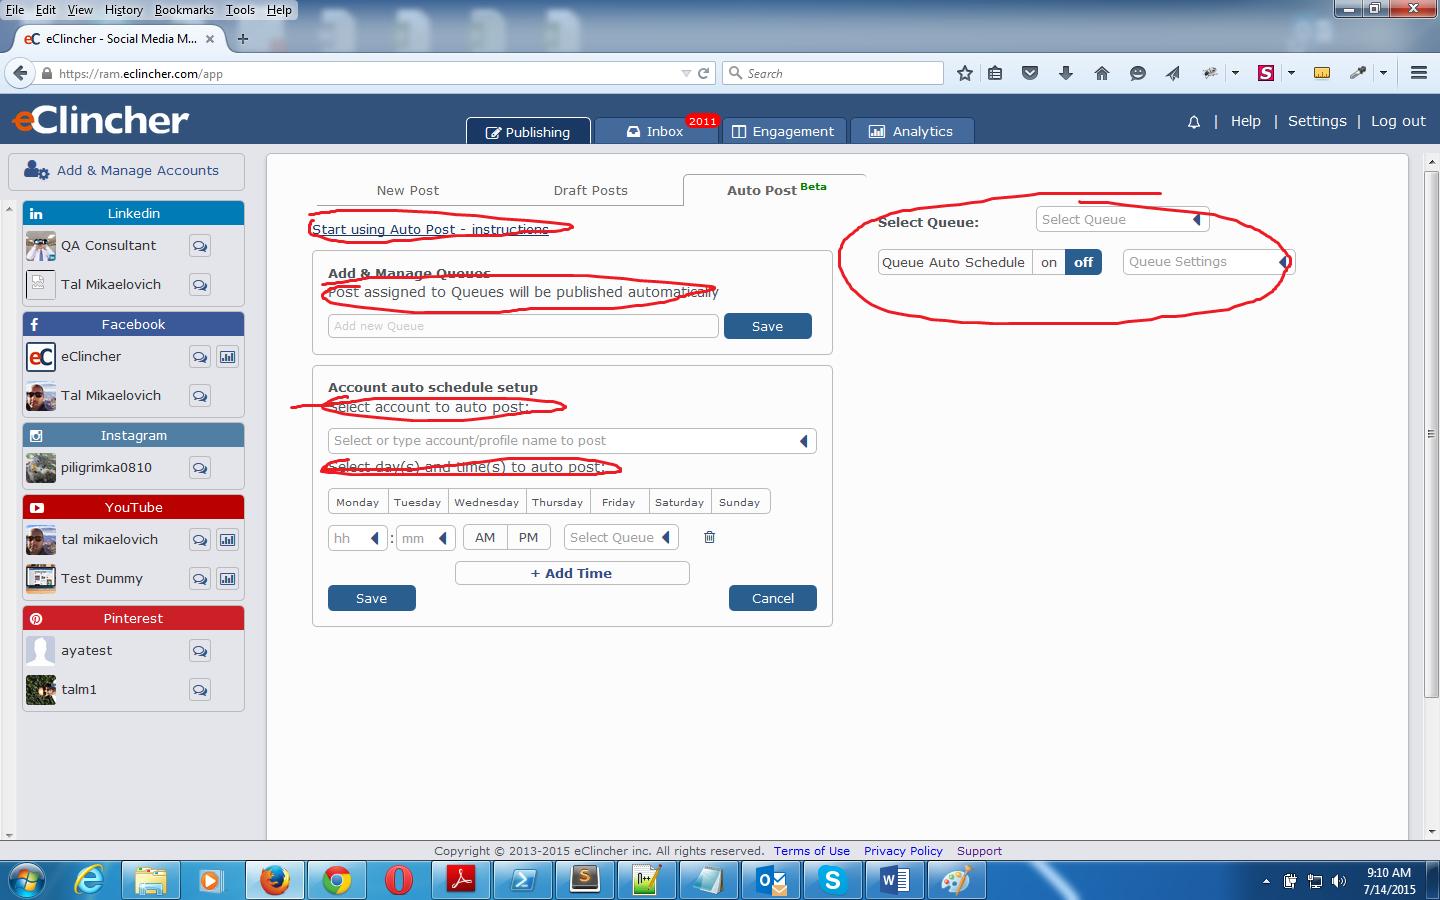 File Edit View History Bookmarks Tools Help
eC eClincher - Social Media M... × +
https://ram.eclincher.com/app
Search
S
eClincher
Publishing
Inbox 2011
Engagement
Analytics
| Help | Settings | Log out
Add & Manage Accounts
in Linkedin
QA Consultant
Tal Mikaelovich
f Facebook
eC eClincher
Tal Mikaelovich
Instagram
piligrimka0810
YouTube
tal mikaelovich
Test Dummy
Pinterest
ayatest
talm1
New Post
Draft Posts
Auto Post Beta
Start using Auto Post - instructions
Add & Manage Queues
Post assigned to Queues will be published automatically
Add new Queue
Save
Account auto schedule setup
Select account to auto post:
Select or type account/profile name to post
Select day(s) and time(s) to auto post:
Monday Tuesday Wednesday Thursday Friday Saturday Sunday
hh : mm AM PM Select Queue
+ Add Time
Save
Cancel
Select Queue: Select Queue
Queue Auto Schedule on off Queue Settings
Copyright © 2013-2015 eClincher inc. All rights reserved. Terms of Use Privacy Policy Support
9:10 AM
7/14/2015